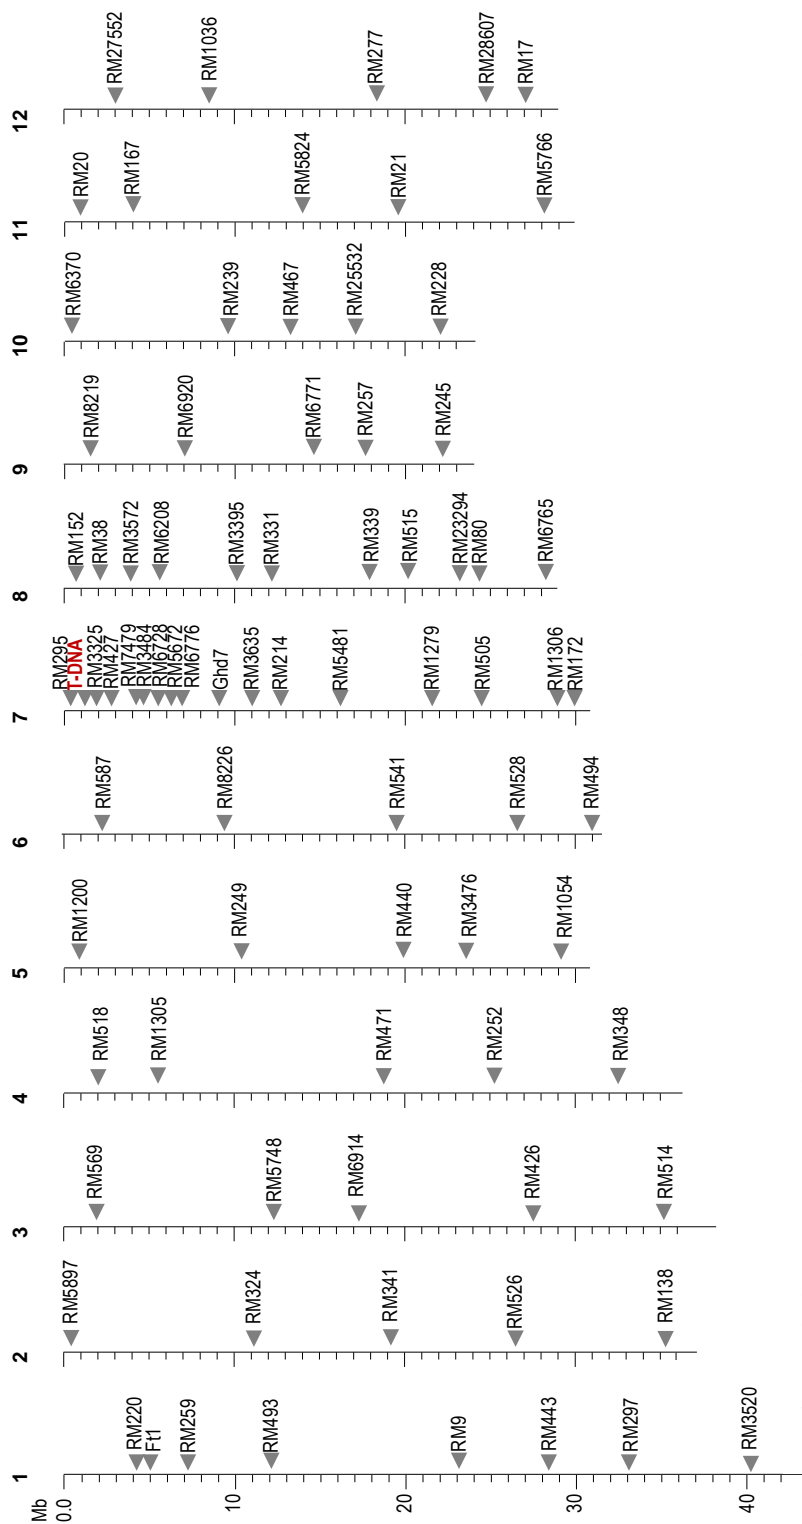 Mb
0.0
10
20
30
40
1
RM220
Ft1
RM259
RM493
RM9
RM443
RM297
RM3520
2
RM5897
RM324
RM341
RM526
RM138
3
RM569
RM5748
RM6914
RM426
RM514
4
RM518
RM1305
RM471
RM252
RM348
5
RM1200
RM249
RM440
RM3476
RM1054
6
RM587
RM8226
RM541
RM528
RM494
7
RM295
T-DNA
RM3325
RM427
RM7479
RM3484
RM6728
RM5672
RM6776
Ghd7
RM3635
RM214
RM5481
RM1279
RM505
RM1306
RM172
8
RM152
RM38
RM3572
RM6208
RM3395
RM331
RM339
RM515
RM23294
RM80
RM6765
9
RM8219
RM6920
RM6771
RM257
RM245
10
RM6370
RM239
RM467
RM25532
RM228
11
RM20
RM167
RM5824
RM21
RM5766
12
RM27552
RM1036
RM277
RM28607
RM17